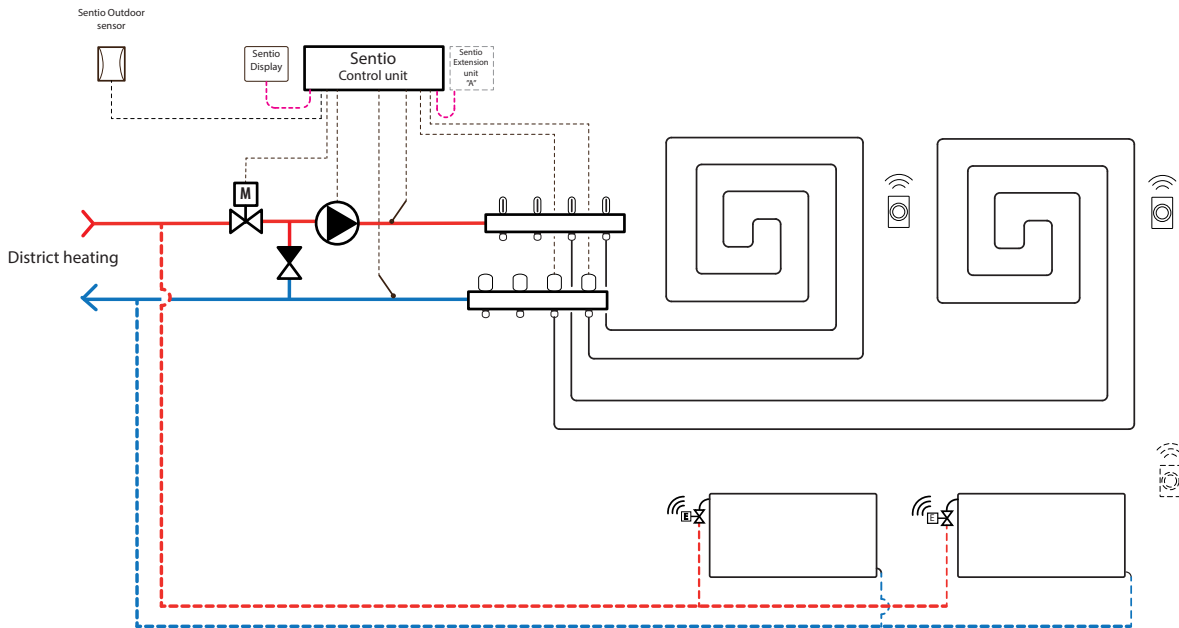 Sentio Outdoor
sensor
Sentio
Display
Sentio
Control unit
Sentio
Extension
unit
"A"
M
District heating
E
E